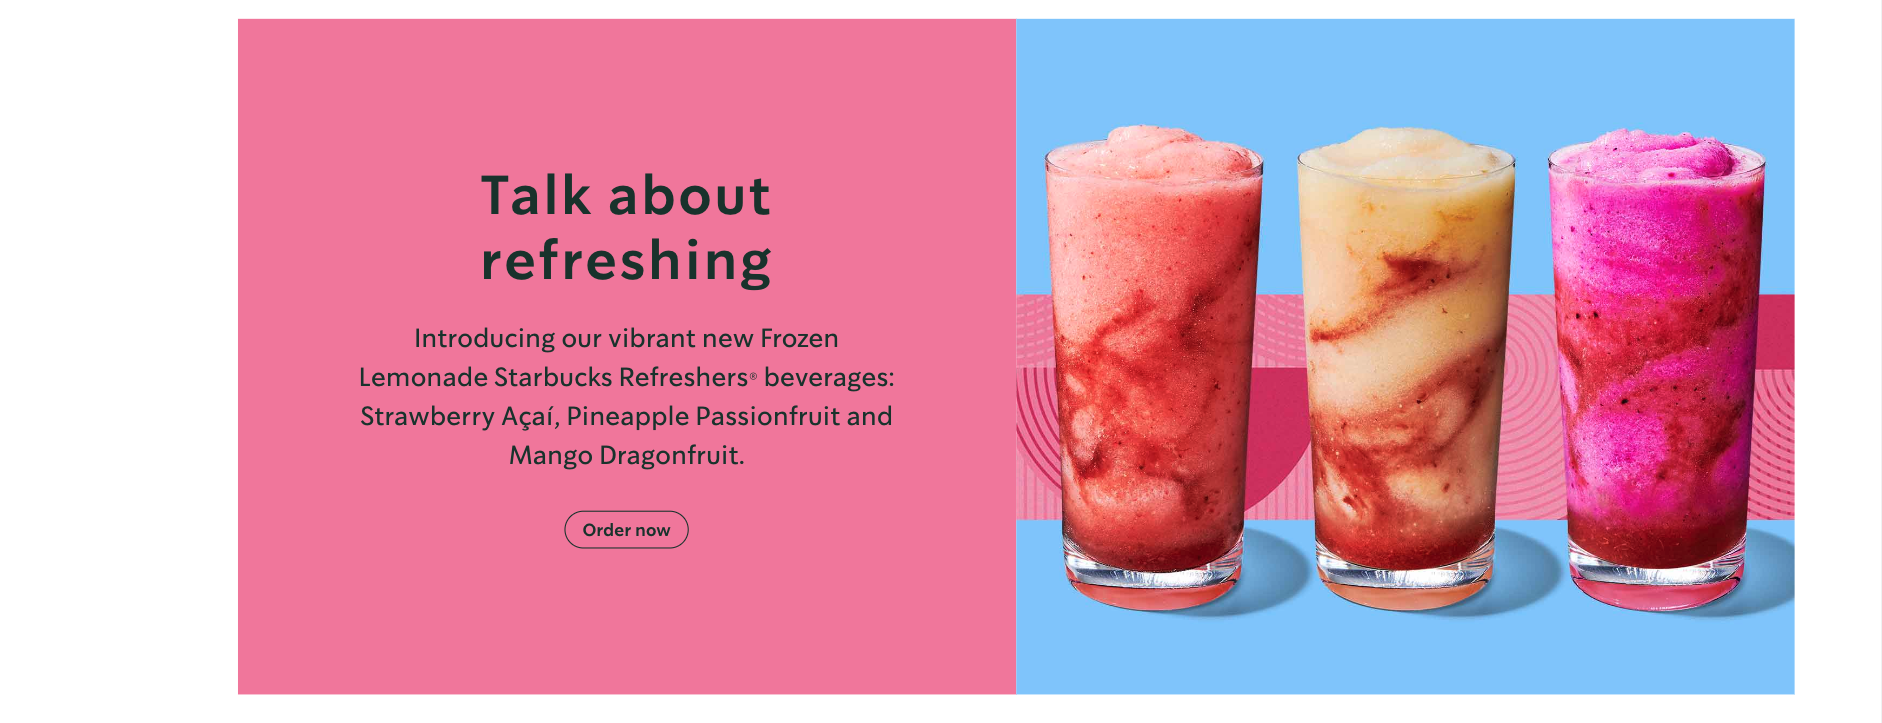 Talk about
refreshing
Introducing our vibrant new Frozen
Lemonade Starbucks Refreshers® beverages:
Strawberry Açaí, Pineapple Passionfruit and
Mango Dragonfruit.
Order now